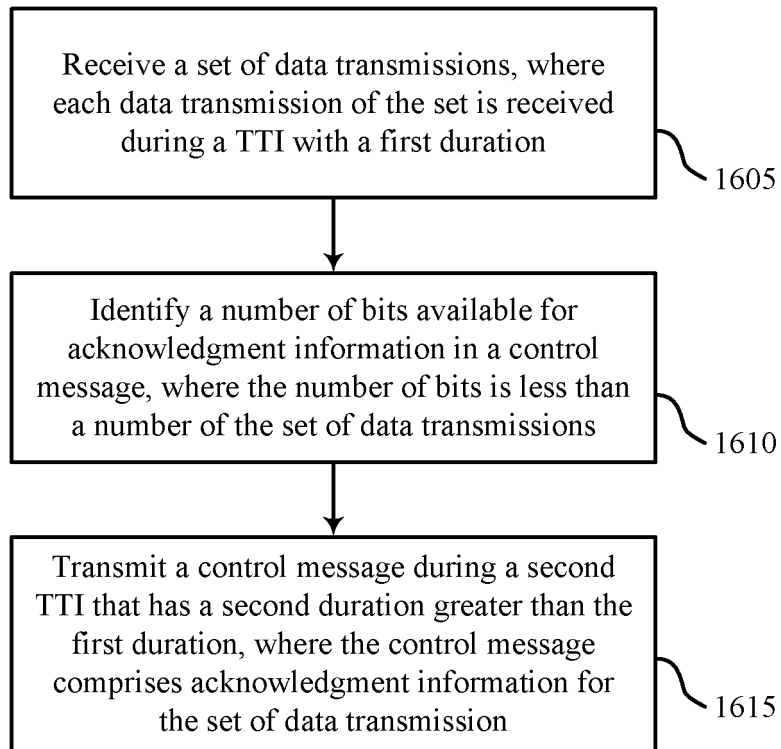 Receive a set of data transmissions, where
each data transmission of the set is received
during a TTI with a first duration
1605
Identify a number of bits available for
acknowledgment information in a control
message, where the number of bits is less than
a number of the set of data transmissions
1610
Transmit a control message during a second
TTI that has a second duration greater than the
first duration, where the control message
comprises acknowledgment information for
the set of data transmission
1615